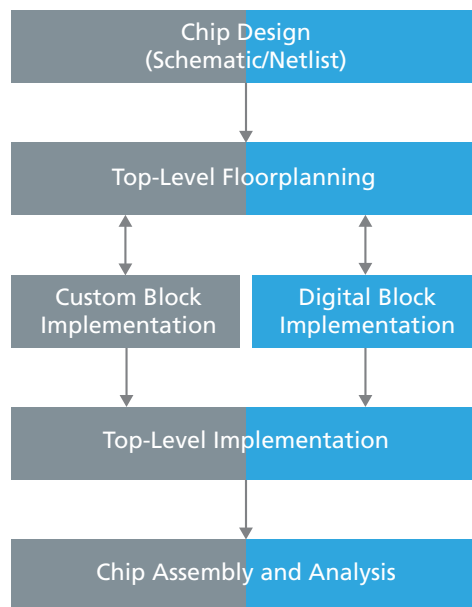 Chip Design
(Schematic/Netlist)
Top-Level Floorplanning
Custom Block
Implementation
Digital Block
Implementation
Top-Level Implementation
Chip Assembly and Analysis